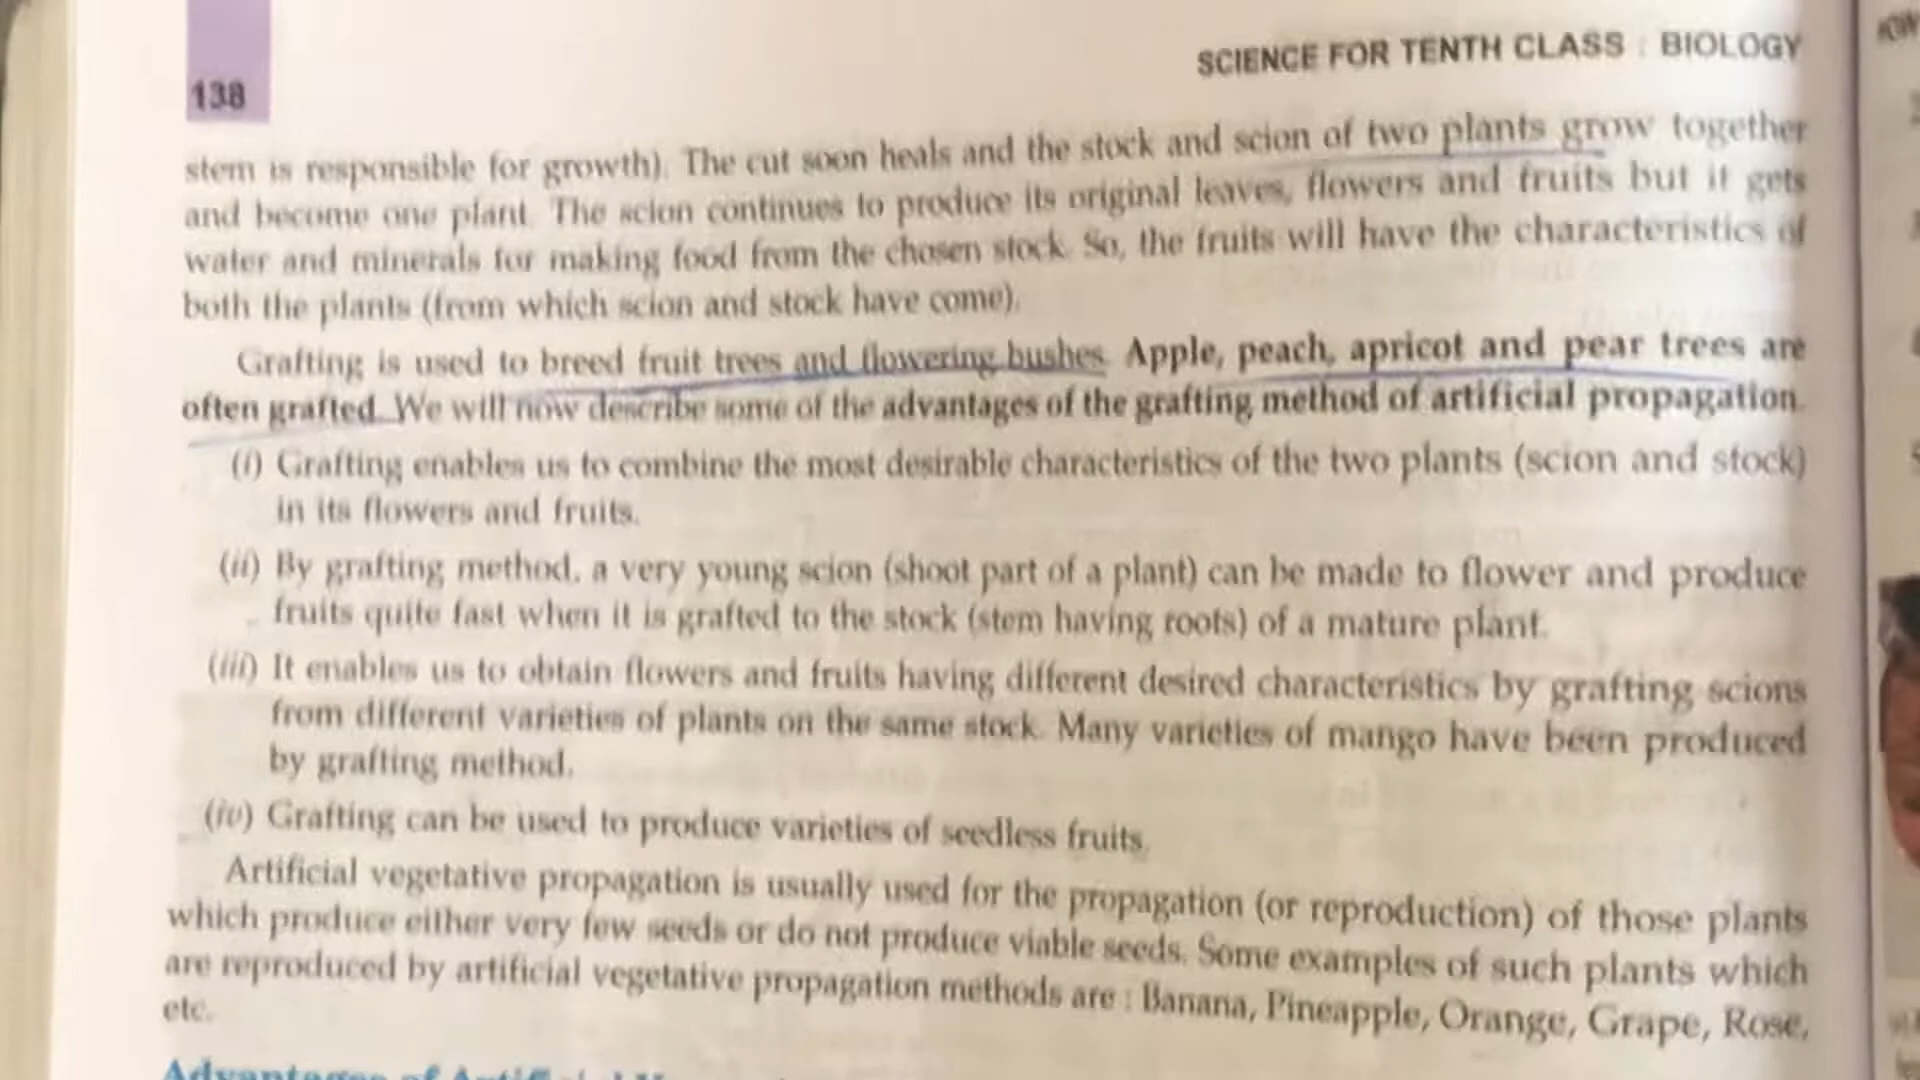 138
SCIENCE FOR TENTH CLASS : BIOLOGY
stem is responsible for growth). The cut soon heals and the stock and scion of two plants grow together
and become one plant. The scion continues to produce its original leaves, flowers and fruits but it gets
water and minerals for making food from the chosen stock. So, the fruits will have the characteristics of
both the plants (from which scion and stock have come).
Grafting is used to breed fruit trees and flowering bushes. Apple, peach, apricot and pear trees are
often grafted. We will now describe some of the advantages of the grafting method of artificial propagation.
(i) Grafting enables us to combine the most desirable characteristics of the two plants (scion and stock)
in its flowers and fruits.
(ii) By grafting method, a very young scion (shoot part of a plant) can be made to flower and produce
fruits quite fast when it is grafted to the stock (stem having roots) of a mature plant.
(iii) It enables us to obtain flowers and fruits having different desired characteristics by grafting scions
from different varieties of plants on the same stock. Many varieties of mango have been produced
by grafting method.
(iv) Grafting can be used to produce varieties of seedless fruits.
Artificial vegetative propagation is usually used for the propagation (or reproduction) of those plants
which produce either very few seeds or do not produce viable seeds. Some examples of such plants which
are reproduced by artificial vegetative propagation methods are : Banana, Pineapple, Orange, Grape, Rose,
etc.
Advantages of Artificial